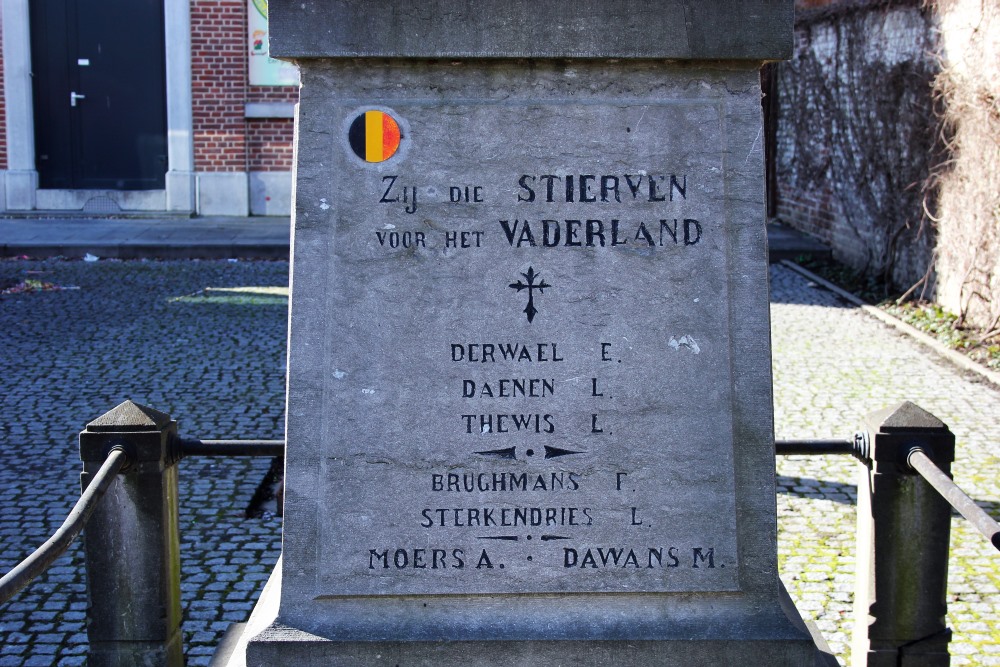 Zij die STIERVEN
voor het VADERLAND
DERWAEL E.
DAENEN L.
THEWIS L.
BRUGHMANS F.
STERKENDRIES L.
MOERS A. · DAWANS M.